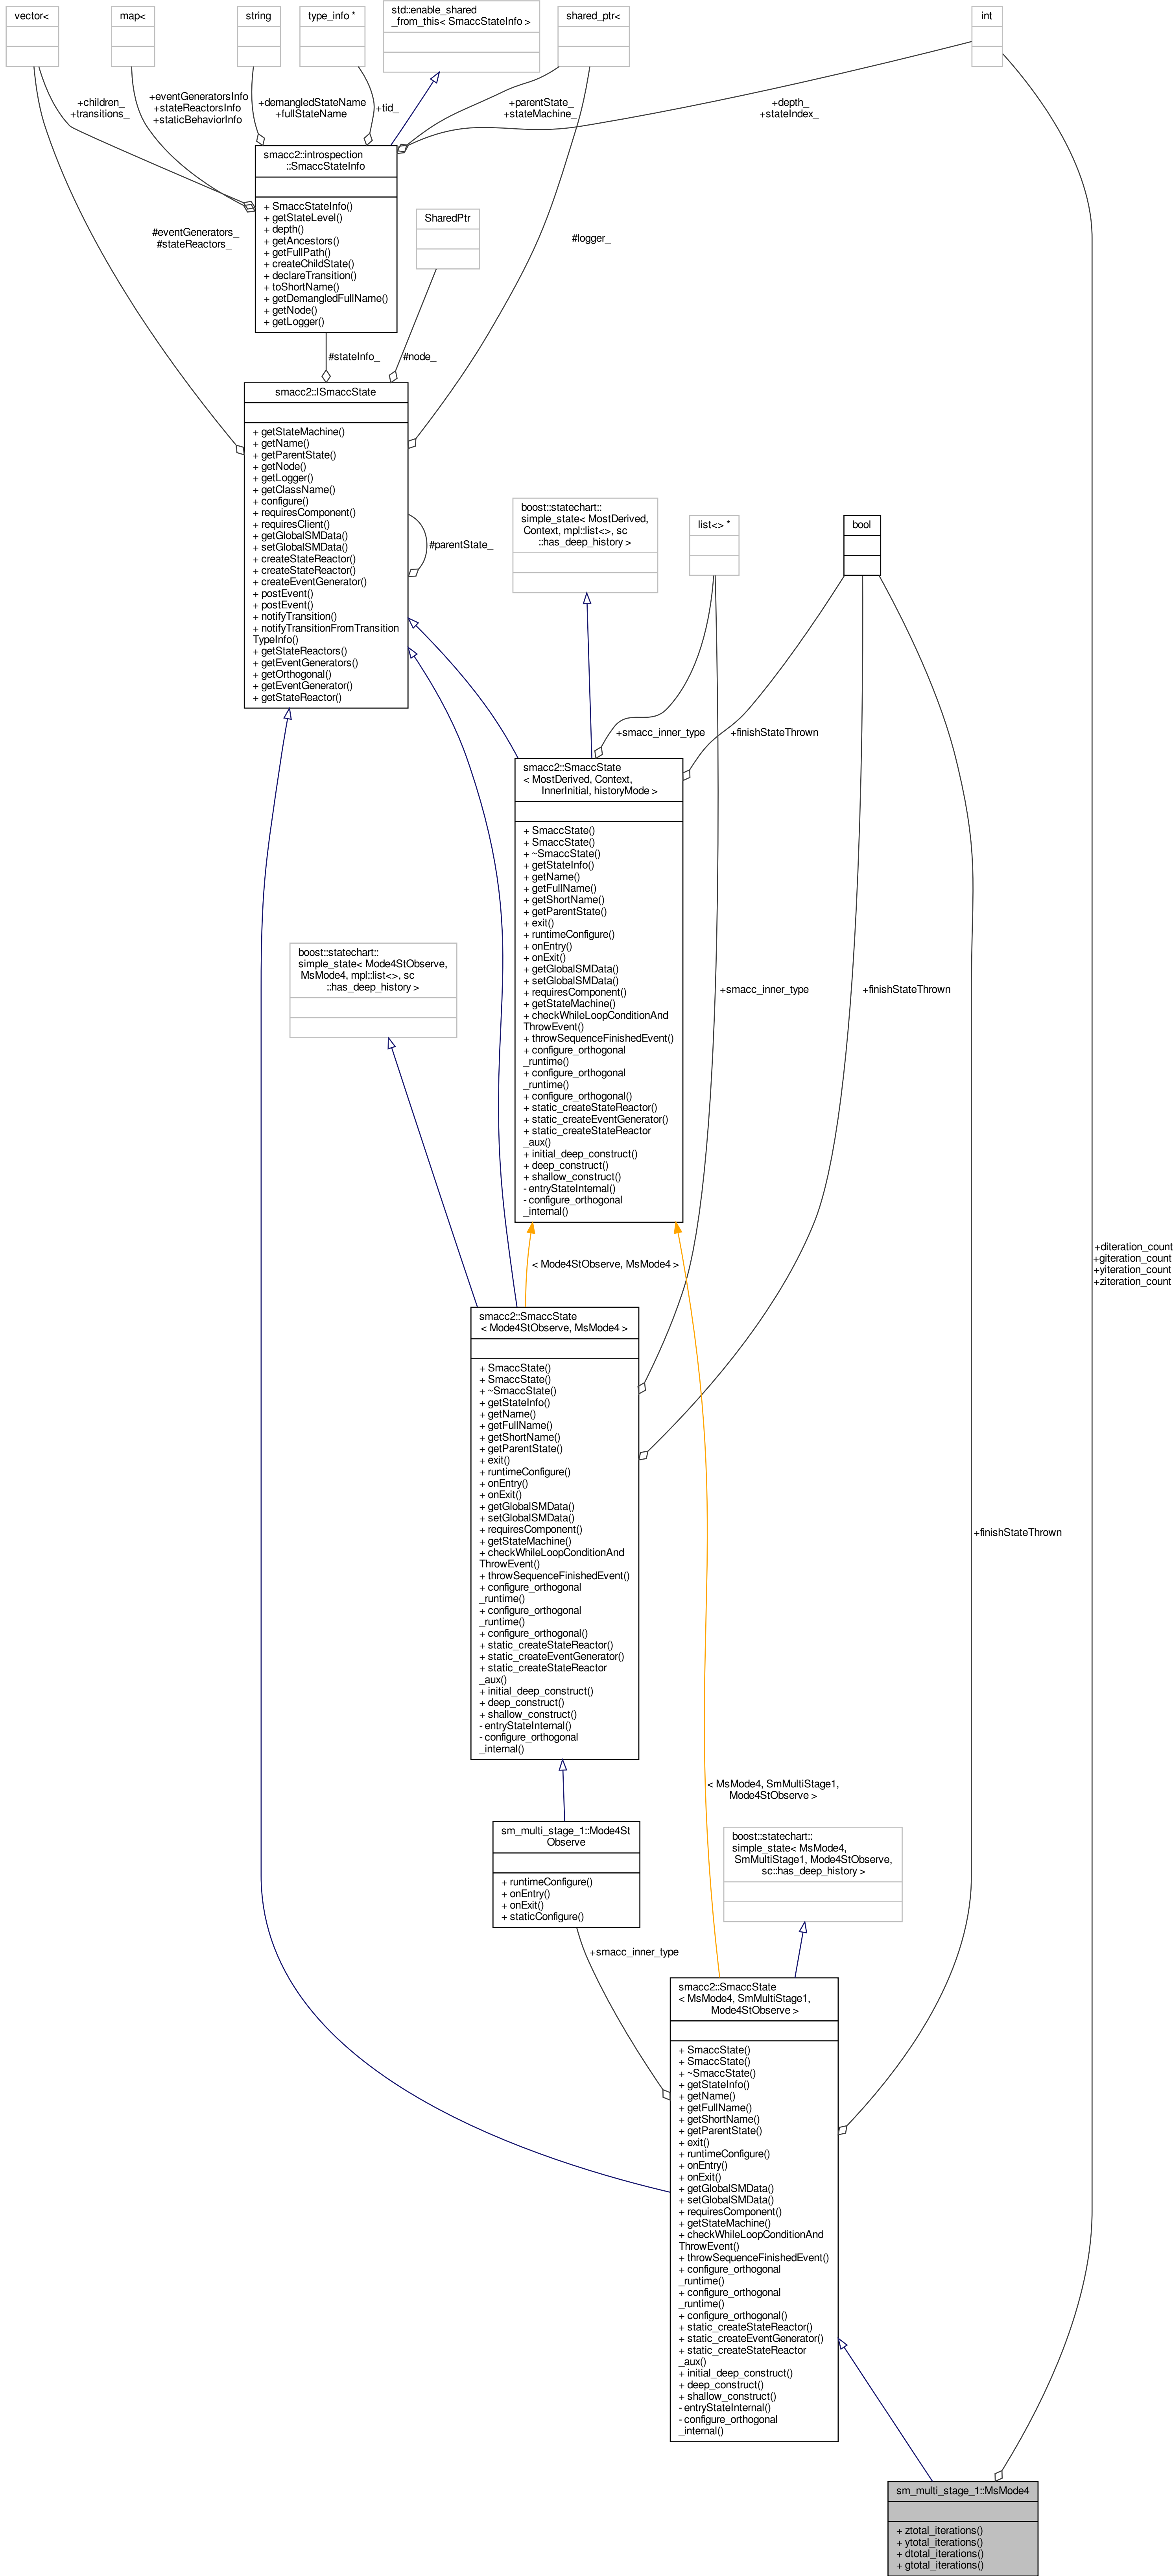 vector<
map<
string
type_info *
std::enable_shared
_from_this< SmaccStateInfo >
shared_ptr<
int
+children_
+transitions_
+eventGeneratorsInfo
+stateReactorsInfo
+staticBehaviorInfo
+demangledStateName
+fullStateName
+tid_
+parentState_
+stateMachine_
+depth_
+stateIndex_
smacc2::introspection
::SmaccStateInfo
+ SmaccStateInfo()
+ getStateLevel()
+ depth()
+ getAncestors()
+ getFullPath()
+ createChildState()
+ declareTransition()
+ toShortName()
+ getDemangledFullName()
+ getNode()
+ getLogger()
SharedPtr
#eventGenerators_
#stateReactors_
#logger_
#stateInfo_
#node_
smacc2::ISmaccState
+ getStateMachine()
+ getName()
+ getParentState()
+ getNode()
+ getLogger()
+ getClassName()
+ configure()
+ requiresComponent()
+ requiresClient()
+ getGlobalSMData()
+ setGlobalSMData()
+ createStateReactor()
+ createStateReactor()
+ createEventGenerator()
+ postEvent()
+ postEvent()
+ notifyTransition()
+ notifyTransitionFromTransition
TypeInfo()
+ getStateReactors()
+ getEventGenerators()
+ getOrthogonal()
+ getEventGenerator()
+ getStateReactor()
#parentState_
boost::statechart::
simple_state< MostDerived,
Context, mpl::list<>, sc
::has_deep_history >
list<> *
bool
+smacc_inner_type
+finishStateThrown
smacc2::SmaccState
< MostDerived, Context,
InnerInitial, historyMode >
+ SmaccState()
+ SmaccState()
+ ~SmaccState()
+ getStateInfo()
+ getName()
+ getFullName()
+ getShortName()
+ getParentState()
+ exit()
+ runtimeConfigure()
+ onEntry()
+ onExit()
+ getGlobalSMData()
+ setGlobalSMData()
+ requiresComponent()
+ getStateMachine()
+ checkWhileLoopConditionAnd
ThrowEvent()
+ throwSequenceFinishedEvent()
+ configure_orthogonal
_runtime()
+ configure_orthogonal
_runtime()
+ configure_orthogonal()
+ static_createStateReactor()
+ static_createEventGenerator()
+ static_createStateReactor
_aux()
+ initial_deep_construct()
+ deep_construct()
+ shallow_construct()
- entryStateInternal()
- configure_orthogonal
_internal()
boost::statechart::
simple_state< Mode4StObserve,
MsMode4, mpl::list<>, sc
::has_deep_history >
+smacc_inner_type
+finishStateThrown
< Mode4StObserve, MsMode4 >
+diteration_count
+giteration_count
+yiteration_count
+ziteration_count
smacc2::SmaccState
< Mode4StObserve, MsMode4 >
+ SmaccState()
+ SmaccState()
+ ~SmaccState()
+ getStateInfo()
+ getName()
+ getFullName()
+ getShortName()
+ getParentState()
+ exit()
+ runtimeConfigure()
+ onEntry()
+ onExit()
+ getGlobalSMData()
+ setGlobalSMData()
+ requiresComponent()
+ getStateMachine()
+ checkWhileLoopConditionAnd
ThrowEvent()
+ throwSequenceFinishedEvent()
+ configure_orthogonal
_runtime()
+ configure_orthogonal
_runtime()
+ configure_orthogonal()
+ static_createStateReactor()
+ static_createEventGenerator()
+ static_createStateReactor
_aux()
+ initial_deep_construct()
+ deep_construct()
+ shallow_construct()
- entryStateInternal()
- configure_orthogonal
_internal()
+finishStateThrown
< MsMode4, SmMultiStage1,
Mode4StObserve >
sm_multi_stage_1::Mode4St
Observe
+ runtimeConfigure()
+ onEntry()
+ onExit()
+ staticConfigure()
boost::statechart::
simple_state< MsMode4,
SmMultiStage1, Mode4StObserve,
sc::has_deep_history >
+smacc_inner_type
smacc2::SmaccState
< MsMode4, SmMultiStage1,
Mode4StObserve >
+ SmaccState()
+ SmaccState()
+ ~SmaccState()
+ getStateInfo()
+ getName()
+ getFullName()
+ getShortName()
+ getParentState()
+ exit()
+ runtimeConfigure()
+ onEntry()
+ onExit()
+ getGlobalSMData()
+ setGlobalSMData()
+ requiresComponent()
+ getStateMachine()
+ checkWhileLoopConditionAnd
ThrowEvent()
+ throwSequenceFinishedEvent()
+ configure_orthogonal
_runtime()
+ configure_orthogonal
_runtime()
+ configure_orthogonal()
+ static_createStateReactor()
+ static_createEventGenerator()
+ static_createStateReactor
_aux()
+ initial_deep_construct()
+ deep_construct()
+ shallow_construct()
- entryStateInternal()
- configure_orthogonal
_internal()
sm_multi_stage_1::MsMode4
+ ztotal_iterations()
+ ytotal_iterations()
+ dtotal_iterations()
+ gtotal_iterations()